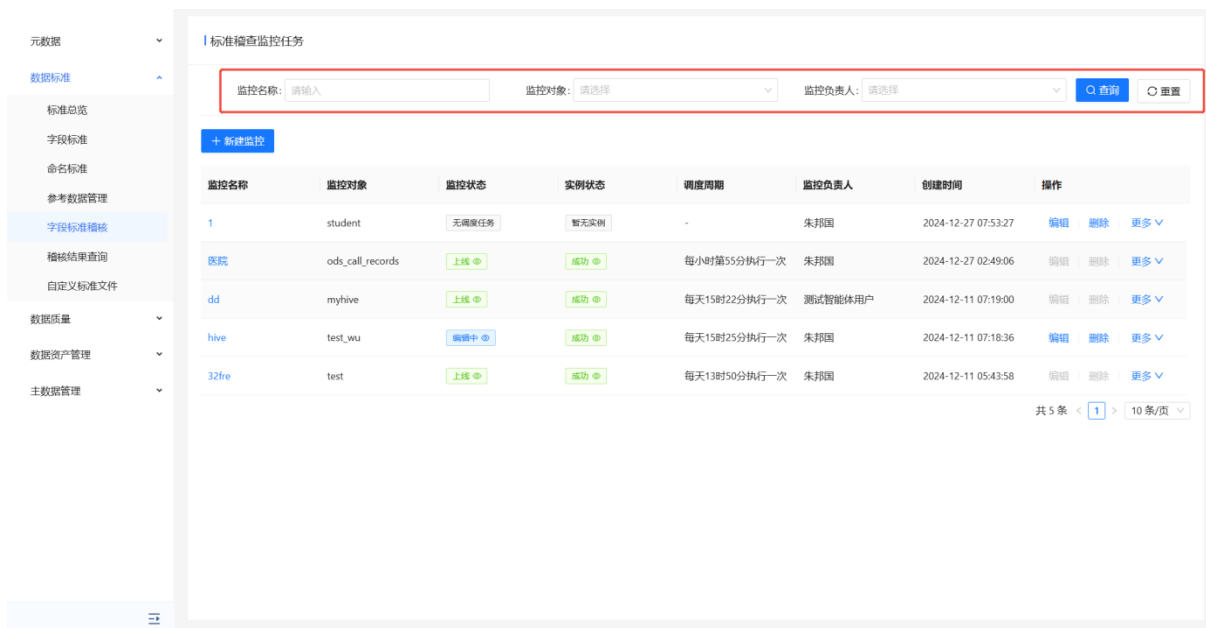 元数据
数据标准
标准总览
字段标准
命名标准
参考数据管理
字段标准稽核
稽核结果查询
自定义标准文件
数据质量
数据资产管理
主数据管理
标准稽查监控任务
监控名称: 请输入 监控对象: 请选择 监控负责人: 请选择 查询 重置
+ 新建监控
监控名称 监控对象 监控状态 实例状态 调度周期 监控负责人 创建时间 操作
1 student 无调度任务 暂无实例 - 朱邦国 2024-12-27 07:53:27 编辑 删除 更多
医院 ods_call_records 上线 成功 每小时第55分执行一次 朱邦国 2024-12-27 02:49:06 编辑 删除 更多
dd myhive 上线 成功 每天15时22分执行一次 测试智能体用户 2024-12-11 07:19:00 编辑 删除 更多
hive test_wu 编辑中 成功 每天15时25分执行一次 朱邦国 2024-12-11 07:18:36 编辑 删除 更多
32fre test 上线 成功 每天13时50分执行一次 朱邦国 2024-12-11 05:43:58 编辑 删除 更多
共 5 条 < 1 > 10 条/页